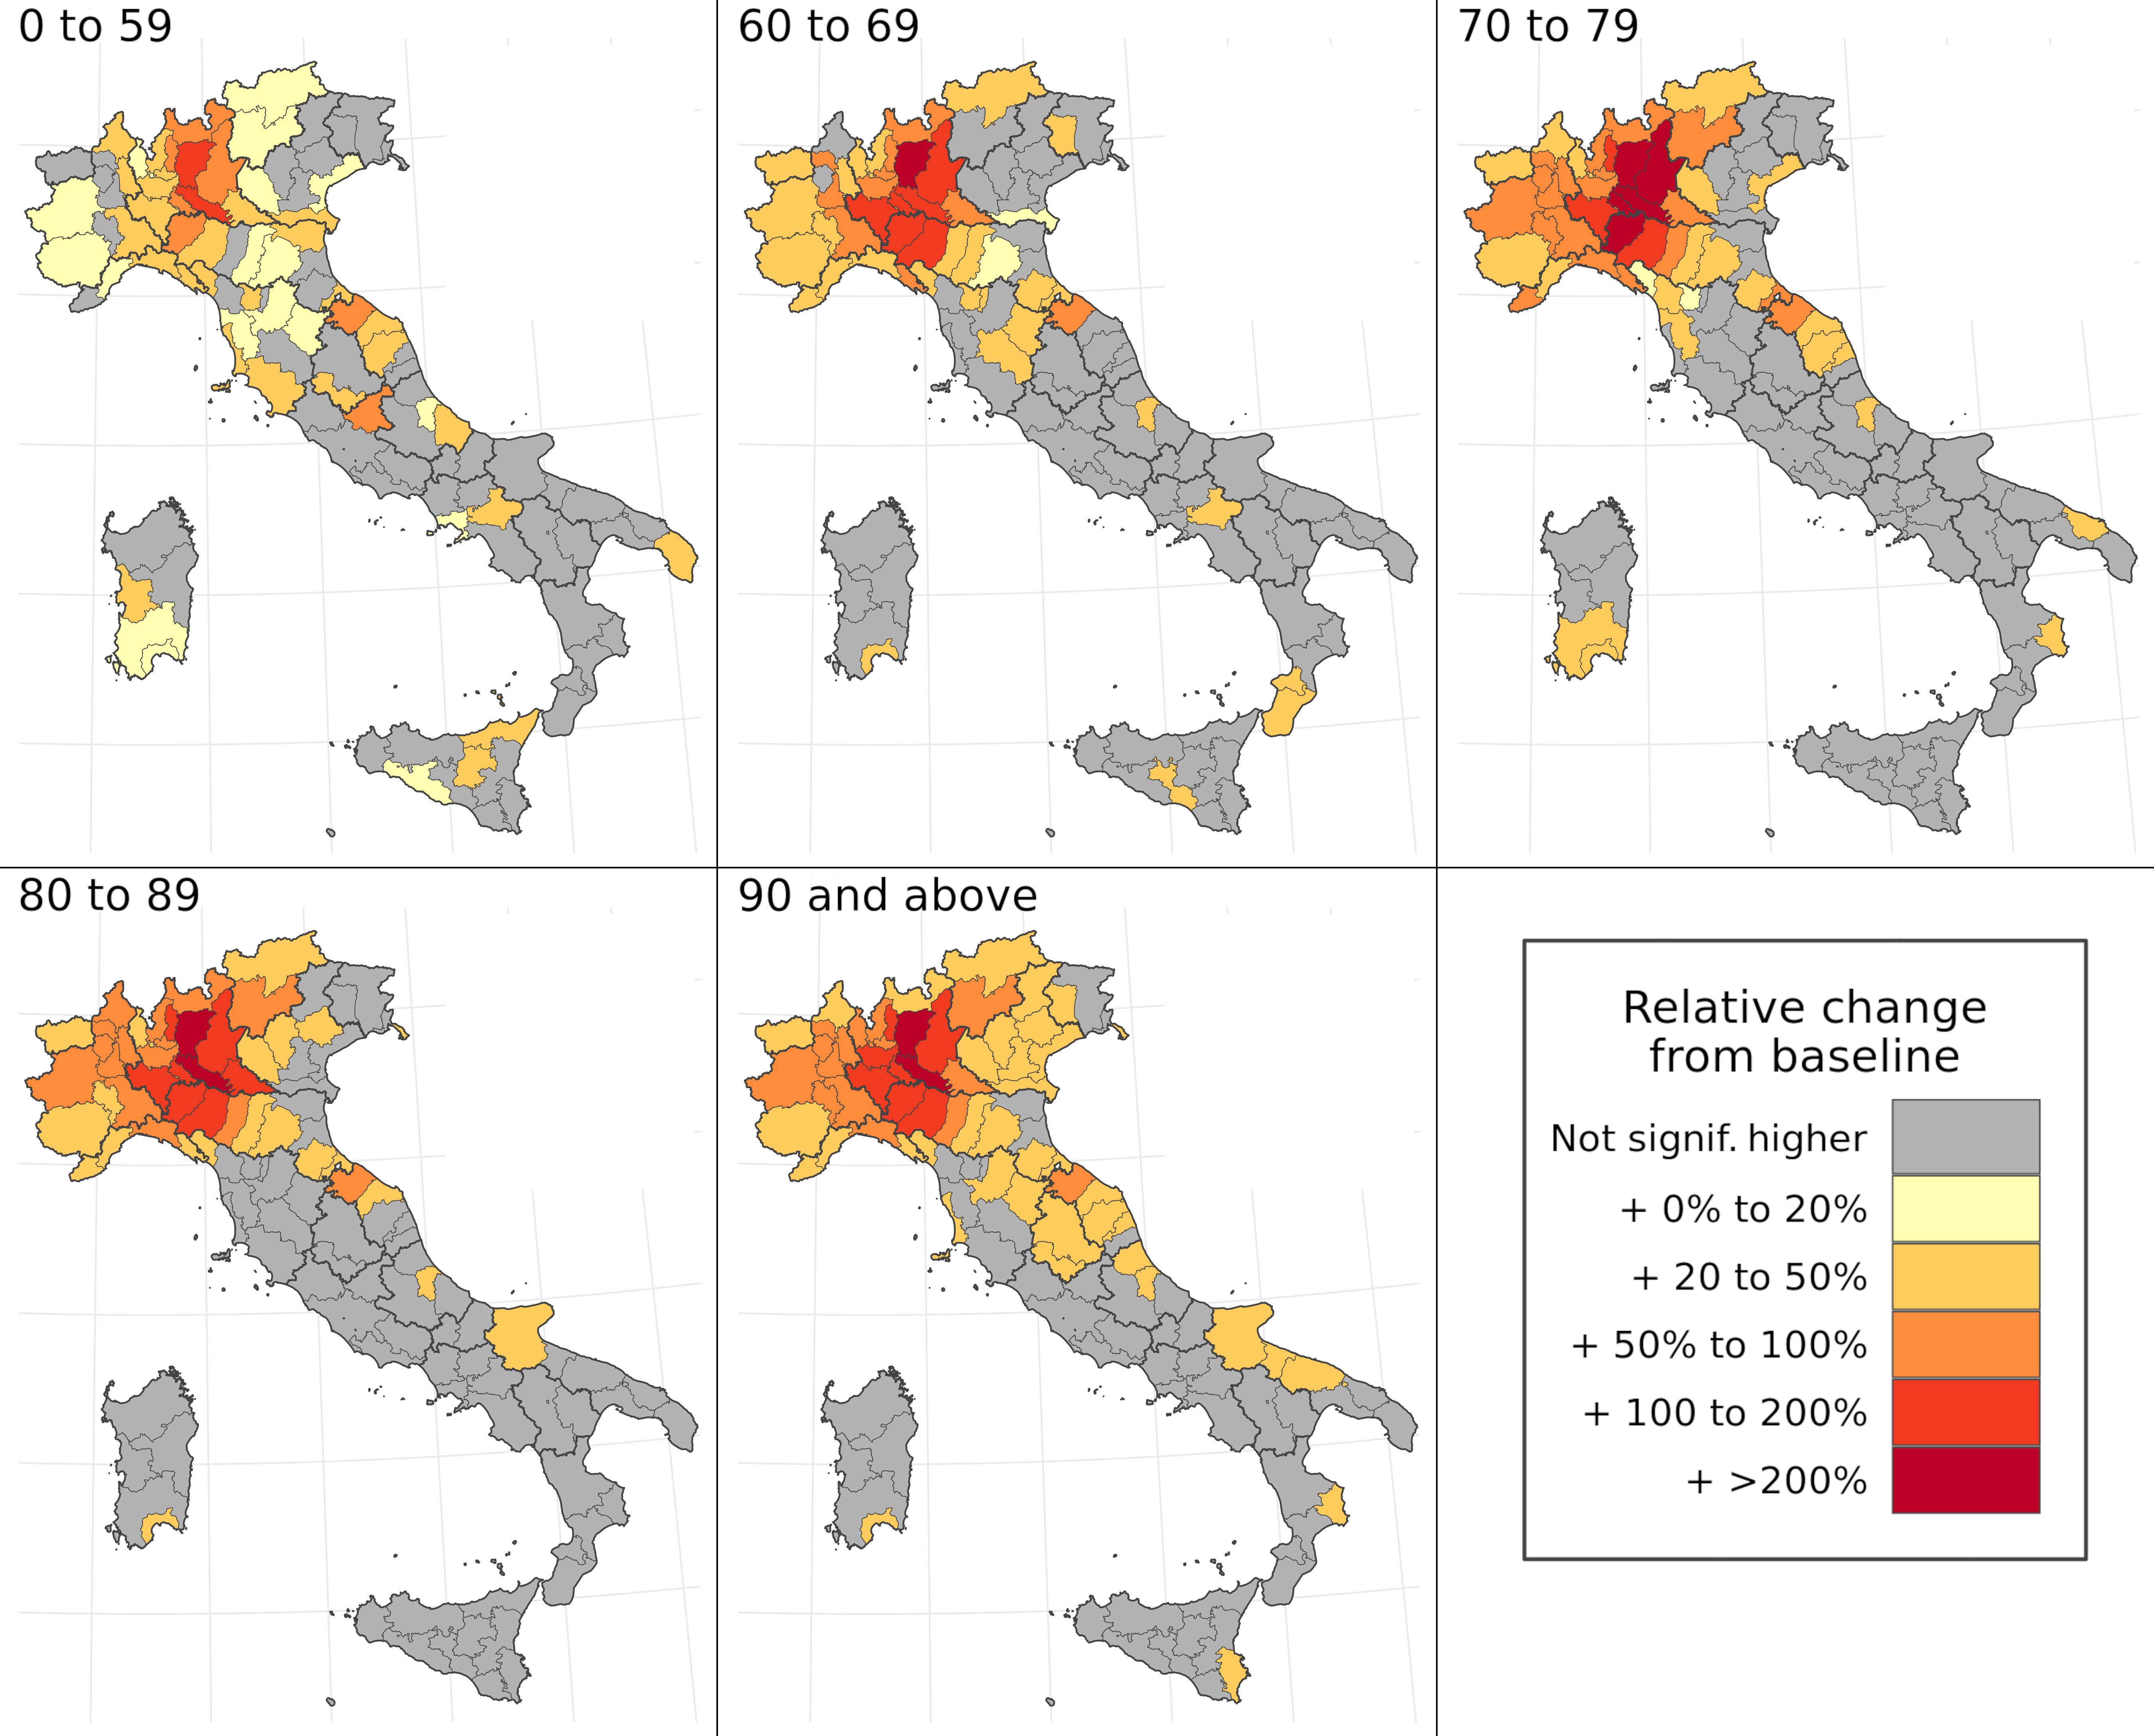 0 to 59
60 to 69
70 to 79
80 to 89
90 and above
Relative change
from baseline
Not signif. higher
+ 0% to 20%
+ 20 to 50%
+ 50% to 100%
+ 100 to 200%
+ >200%